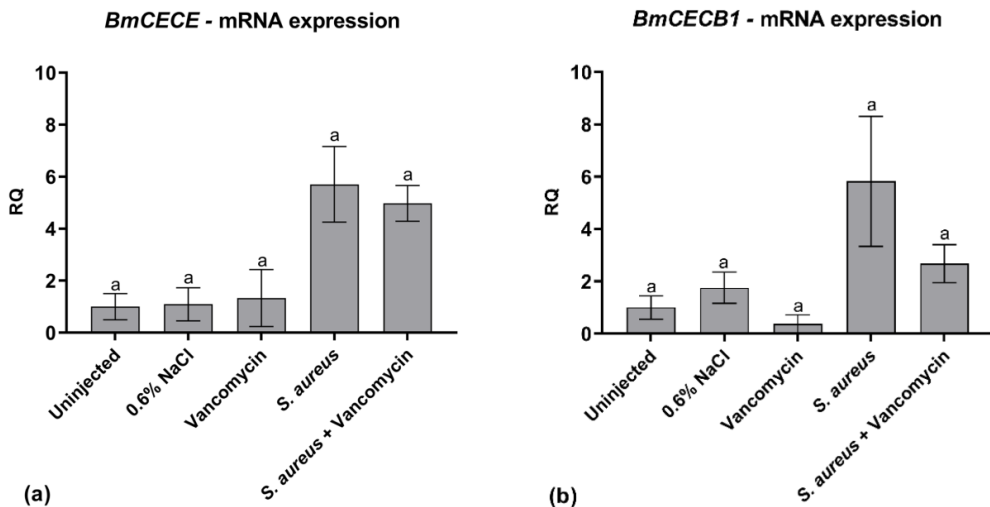 BmCECE - mRNA expression
10
8
6
4
2
0
RQ
a
a
a
a
a
Uninjected
0.6% NaCl
Vancomycin
S. aureus
S. aureus + Vancomycin
(a)
BmCECB1 - mRNA expression
10
8
6
4
2
0
RQ
a
a
a
a
a
Uninjected
0.6% NaCl
Vancomycin
S. aureus
S. aureus + Vancomycin
(b)